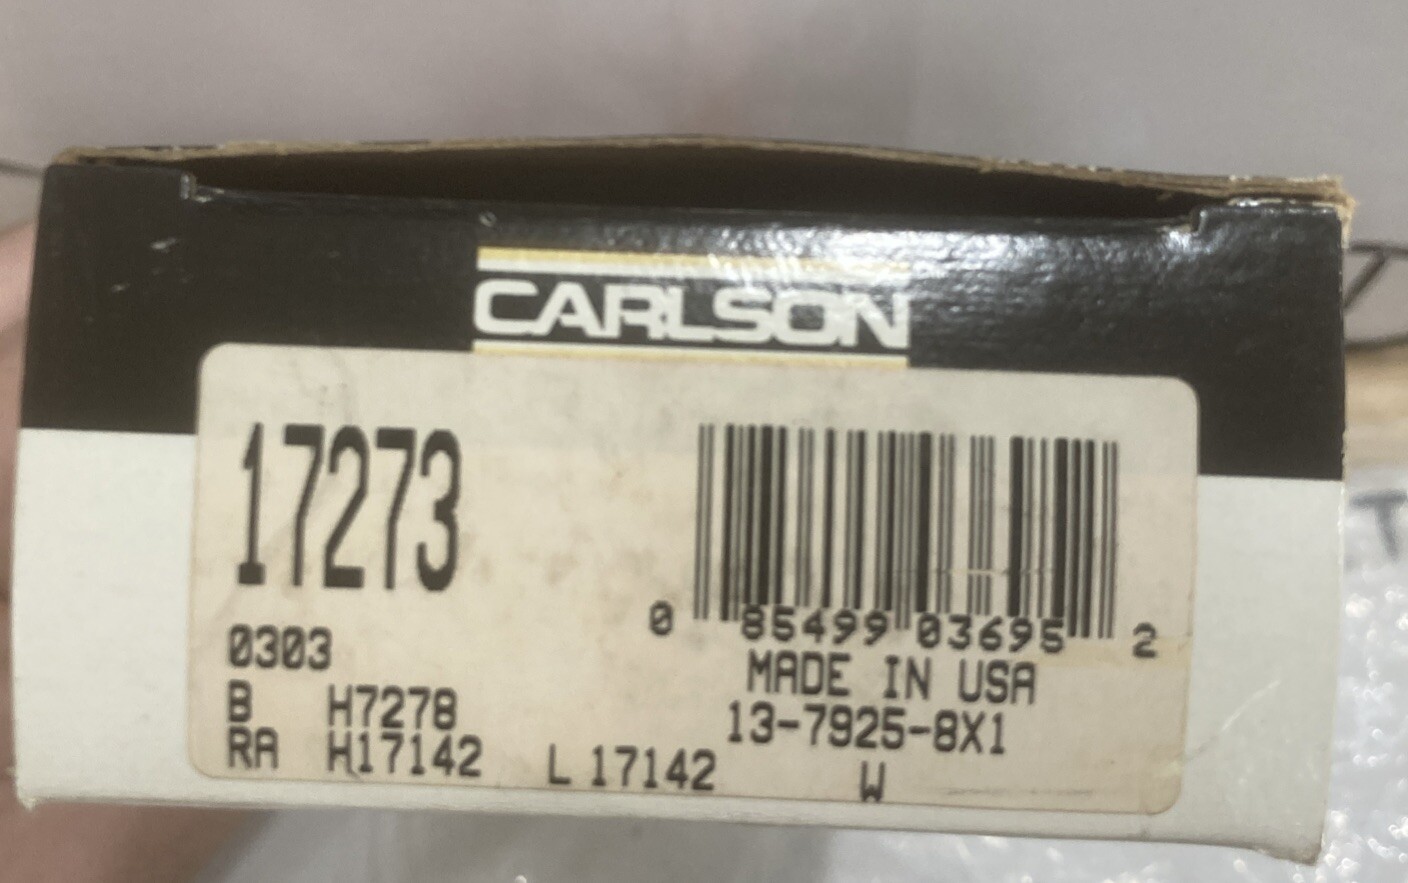 CARLSON
17273
0 85499 03695 2
0303
MADE IN USA
B H7278
13-7925-8X1
RA H17142 L 17142
W